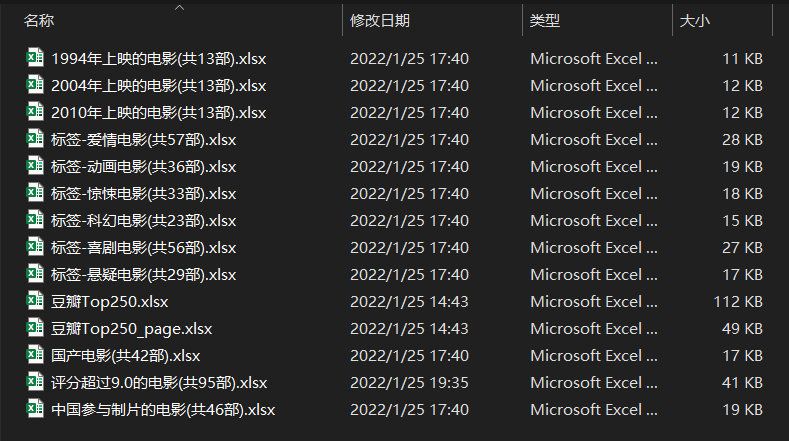 名称 修改日期 类型 大小
1994年上映的电影(共13部).xlsx 2022/1/25 17:40 Microsoft Excel ... 11 KB
2004年上映的电影(共13部).xlsx 2022/1/25 17:40 Microsoft Excel ... 12 KB
2010年上映的电影(共13部).xlsx 2022/1/25 17:40 Microsoft Excel ... 12 KB
标签-爱情电影(共57部).xlsx 2022/1/25 17:40 Microsoft Excel ... 28 KB
标签-动画电影(共36部).xlsx 2022/1/25 17:40 Microsoft Excel ... 19 KB
标签-惊悚电影(共33部).xlsx 2022/1/25 17:40 Microsoft Excel ... 18 KB
标签-科幻电影(共23部).xlsx 2022/1/25 17:40 Microsoft Excel ... 15 KB
标签-喜剧电影(共56部).xlsx 2022/1/25 17:40 Microsoft Excel ... 27 KB
标签-悬疑电影(共29部).xlsx 2022/1/25 17:40 Microsoft Excel ... 17 KB
豆瓣Top250.xlsx 2022/1/25 14:43 Microsoft Excel ... 112 KB
豆瓣Top250_page.xlsx 2022/1/25 14:43 Microsoft Excel ... 49 KB
国产电影(共42部).xlsx 2022/1/25 17:40 Microsoft Excel ... 17 KB
评分超过9.0的电影(共95部).xlsx 2022/1/25 19:35 Microsoft Excel ... 41 KB
中国参与制片的电影(共46部).xlsx 2022/1/25 17:40 Microsoft Excel ... 19 KB